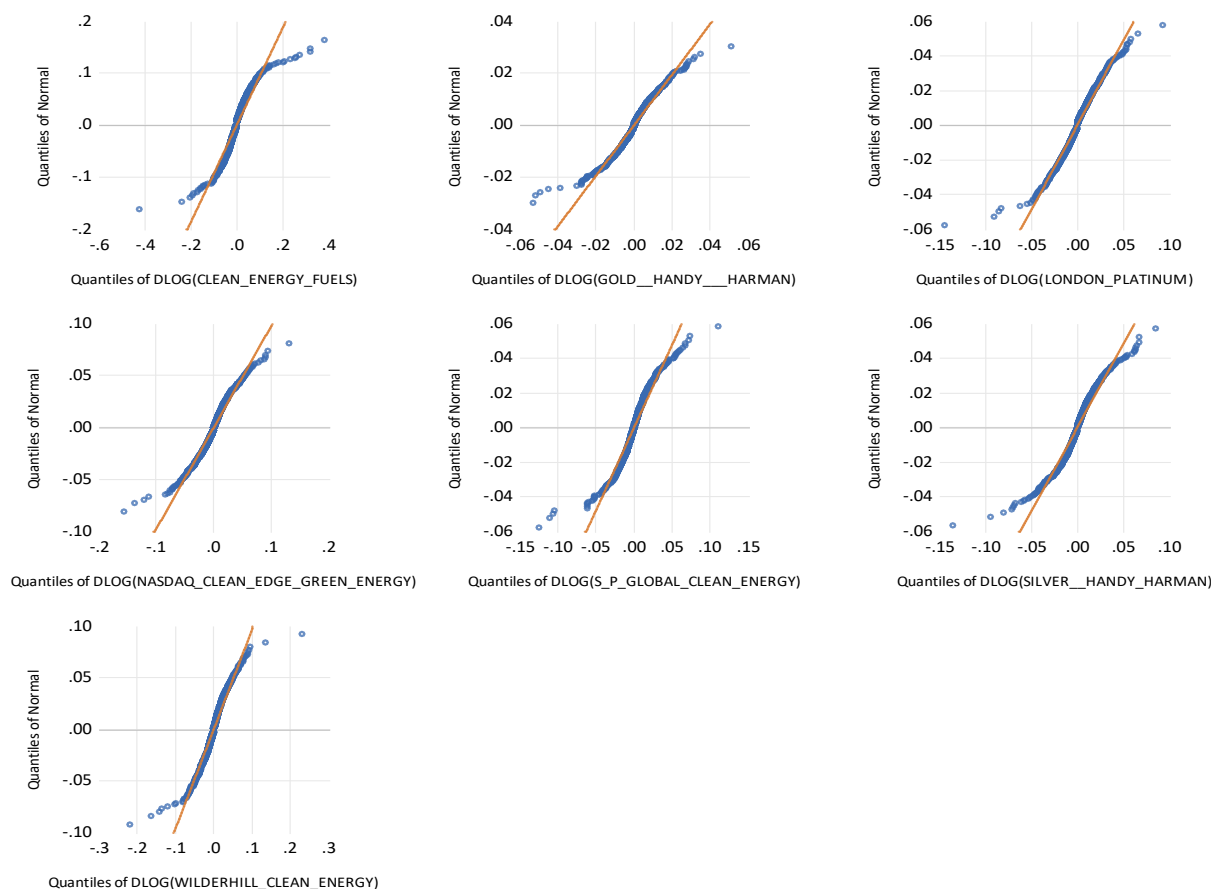 .2
.1
.0
-.1
-.2
-.6 -.4 -.2 .0 .2 .4
Quantiles of Normal
Quantiles of DLOG(CLEAN_ENERGY_FUELS)
.04
.02
.00
-.02
-.04
-.06 -.04 -.02 .00 .02 .04 .06
Quantiles of Normal
Quantiles of DLOG(GOLD__HANDY___HARMAN)
.06
.04
.02
.00
-.02
-.04
-.06
-.15 -.10 -.05 .00 .05 .10
Quantiles of Normal
Quantiles of DLOG(LONDON_PLATINUM)
.10
.05
.00
-.05
-.10
-.2 -.1 .0 .1 .2
Quantiles of Normal
Quantiles of DLOG(NASDAQ_CLEAN_EDGE_GREEN_ENERGY)
.06
.04
.02
.00
-.02
-.04
-.06
-.15 -.10 -.05 .00 .05 .10 .15
Quantiles of Normal
Quantiles of DLOG(S_P_GLOBAL_CLEAN_ENERGY)
.06
.04
.02
.00
-.02
-.04
-.06
-.15 -.10 -.05 .00 .05 .10
Quantiles of Normal
Quantiles of DLOG(SILVER__HANDY_HARMAN)
.10
.05
.00
-.05
-.10
-.3 -.2 -.1 .0 .1 .2 .3
Quantiles of Normal
Quantiles of DLOG(WILDERHILL_CLEAN_ENERGY)